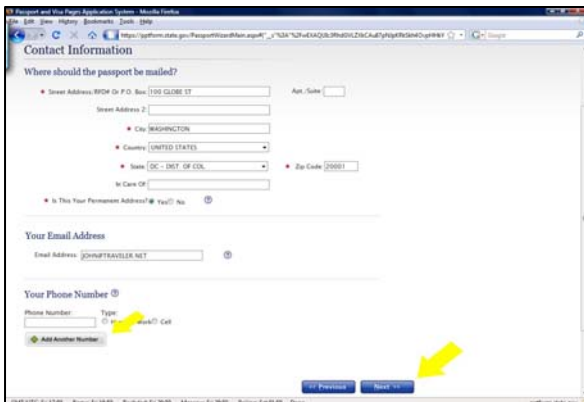 Passport and Visa Pages Application System - Mozilla Firefox
File Edit View History Bookmarks Tools Help
Google
Contact Information
Where should the passport be mailed?
* Street Address/RFD# Or P.O. Box: 100 GLOBE ST Apt./Suite:
Street Address 2:
* City: WASHINGTON
* Country: UNITED STATES
* State: DC - DIST. OF COL. * Zip Code: 20001
In Care Of:
* Is This Your Permanent Address? Yes No
Your Email Address
Email Address: JOHN@TRAVELER.NET
Your Phone Number
Phone Number: Type:
Cell
Add Another Number
<< Previous Next >>